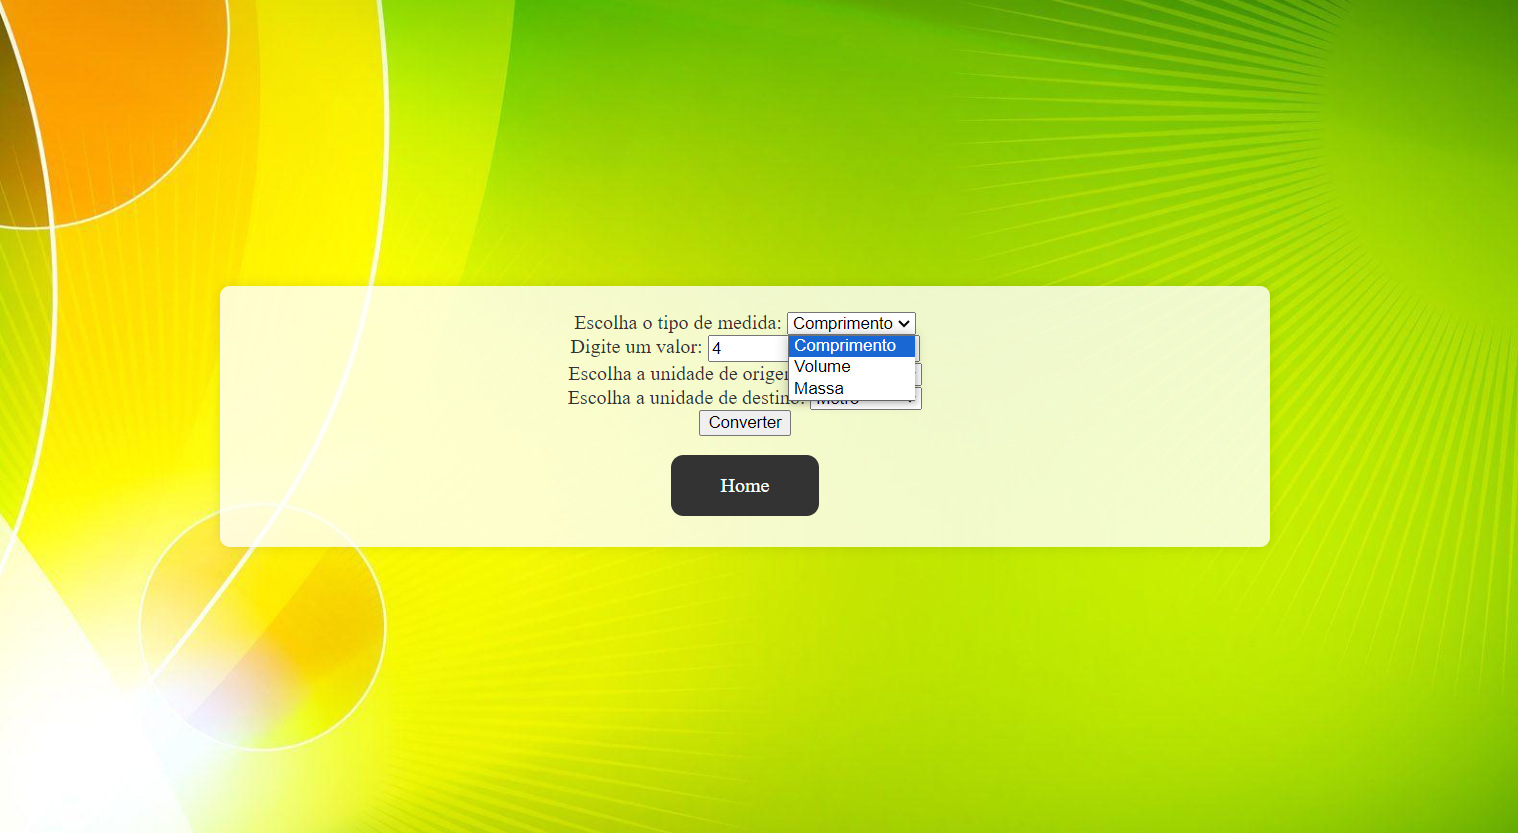 Escolha o tipo de medida: Comprimento
Comprimento
Volume
Massa
Digite um valor: 4
Escolha a unidade de origem
Escolha a unidade de destino: Metro
Converter
Home